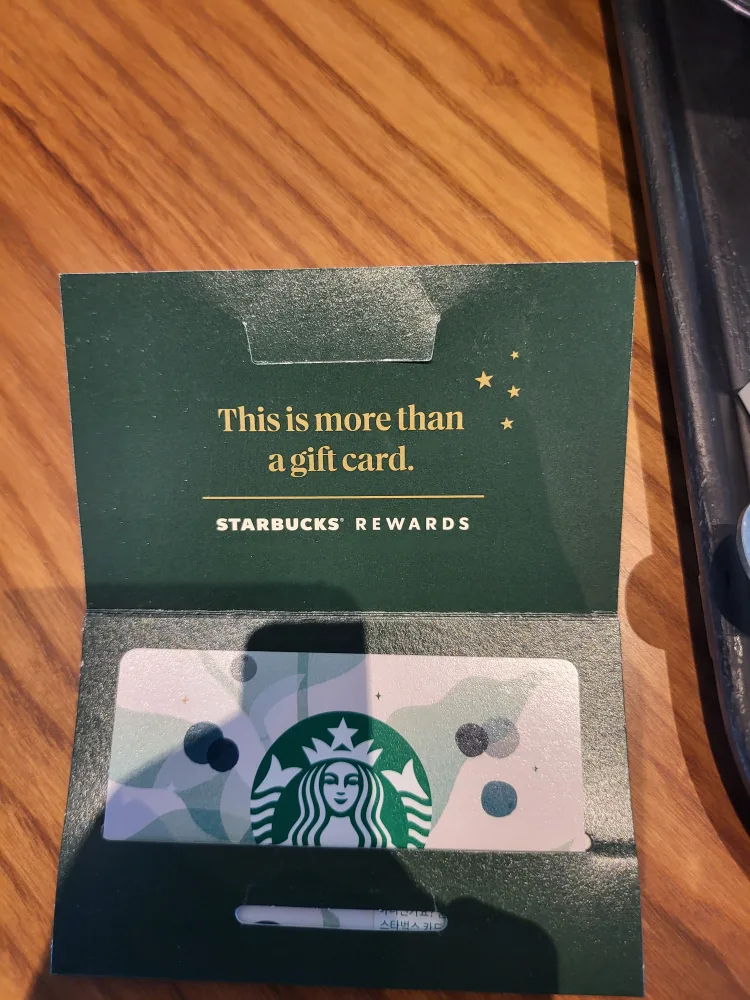 This is more than
a gift card.
STARBUCKS® REWARDS
스타벅스 카드